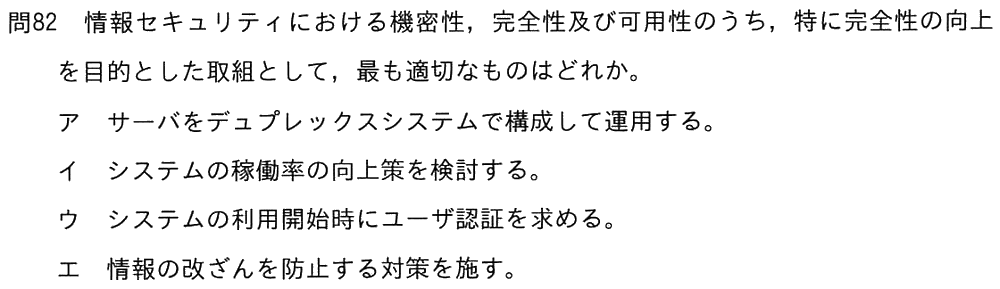 問82 情報セキュリティにおける機密性，完全性及び可用性のうち，特に完全性の向上
を目的とした取組として，最も適切なものはどれか。
ア サーバをデュプレックスシステムで構成して運用する。
イ システムの稼働率の向上策を検討する。
ウ システムの利用開始時にユーザ認証を求める。
エ 情報の改ざんを防止する対策を施す。